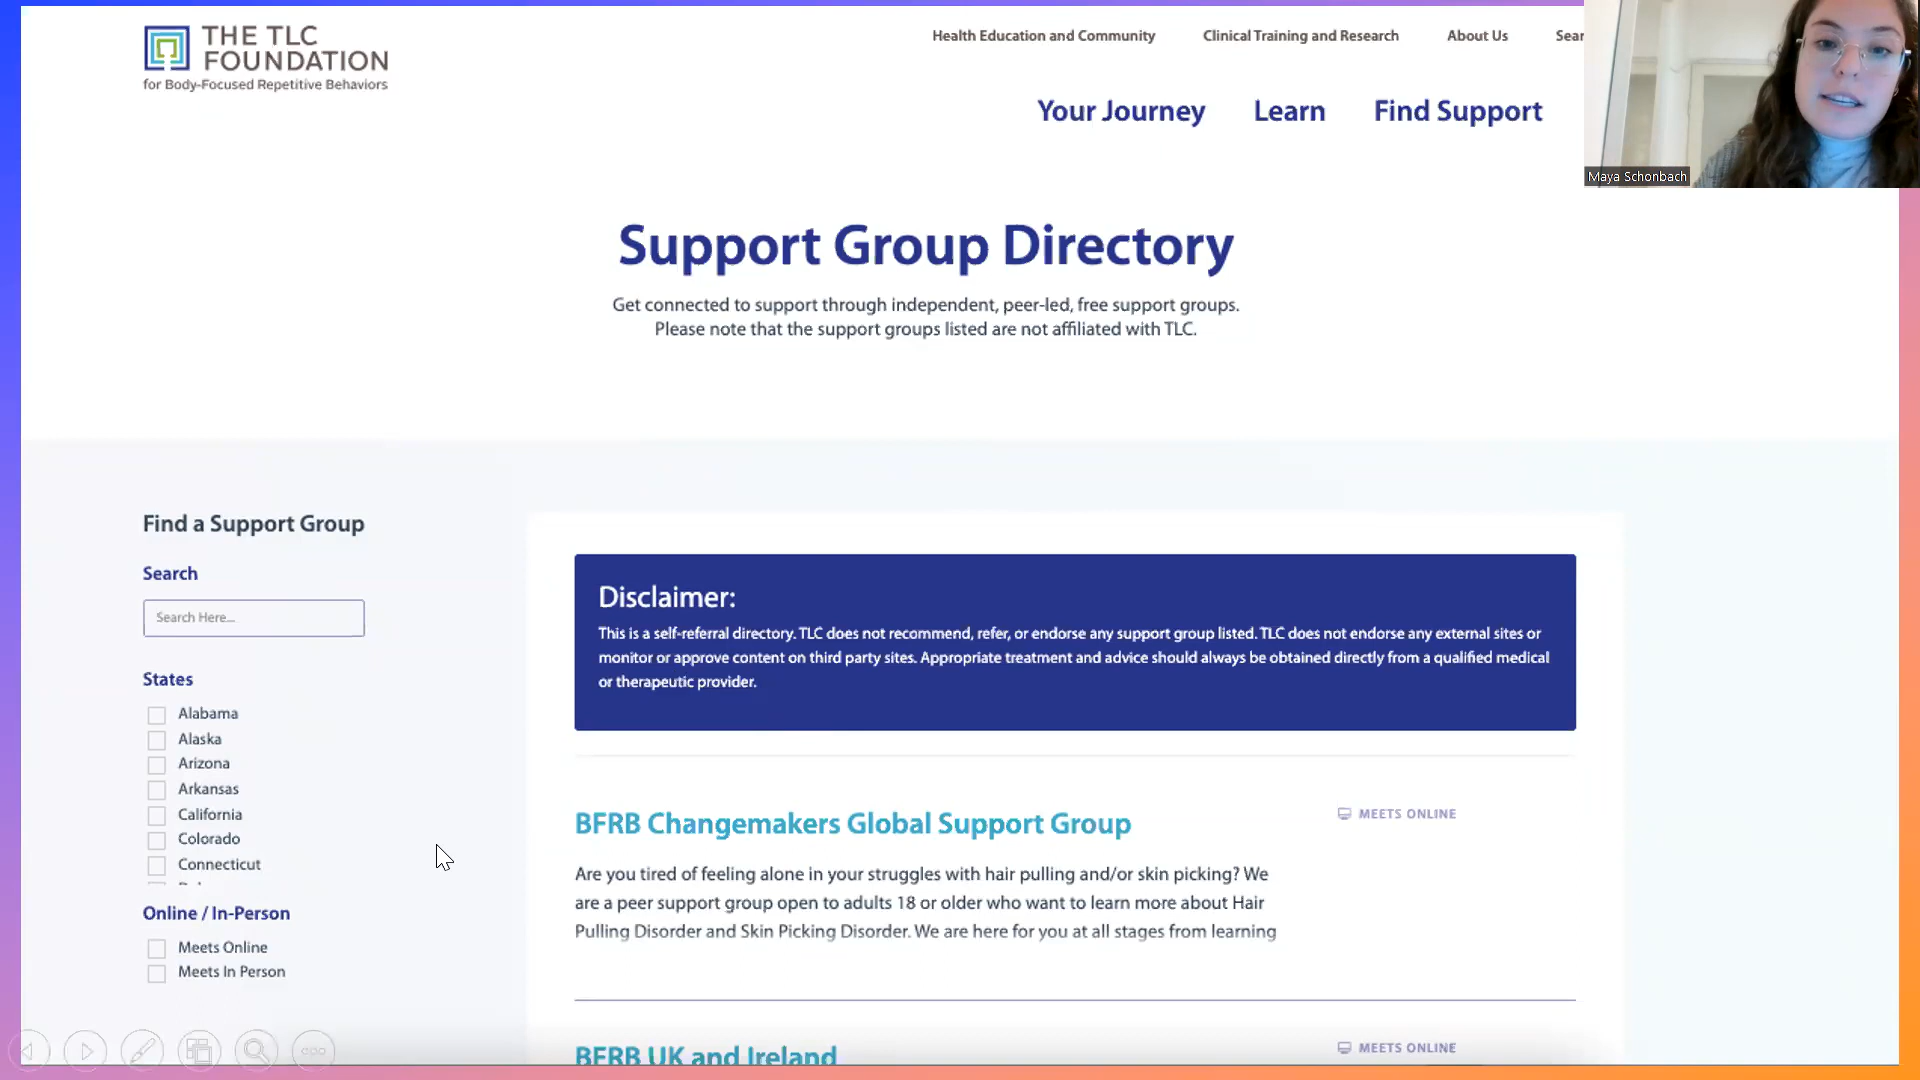 THE TLC
FOUNDATION
for Body-Focused Repetitive Behaviors
Health Education and Community
Clinical Training and Research
About Us
Your Journey
Learn
Find Support
Maya Schonbach
Support Group Directory
Get connected to support through independent, peer-led, free support groups.
Please note that the support groups listed are not affiliated with TLC.
Find a Support Group
Search
Search Here...
States
Alabama
Alaska
Arizona
Arkansas
California
Colorado
Connecticut
Online / In-Person
Meets Online
Meets In Person
Disclaimer:
This is a self-referral directory. TLC does not recommend, refer, or endorse any support group listed. TLC does not endorse any external sites or
monitor or approve content on third party sites. Appropriate treatment and advice should always be obtained directly from a qualified medical
or therapeutic provider.
BFRB Changemakers Global Support Group
MEETS ONLINE
Are you tired of feeling alone in your struggles with hair pulling and/or skin picking? We
are a peer support group open to adults 18 or older who want to learn more about Hair
Pulling Disorder and Skin Picking Disorder. We are here for you at all stages from learning
BFRB UK and Ireland
MEETS ONLINE